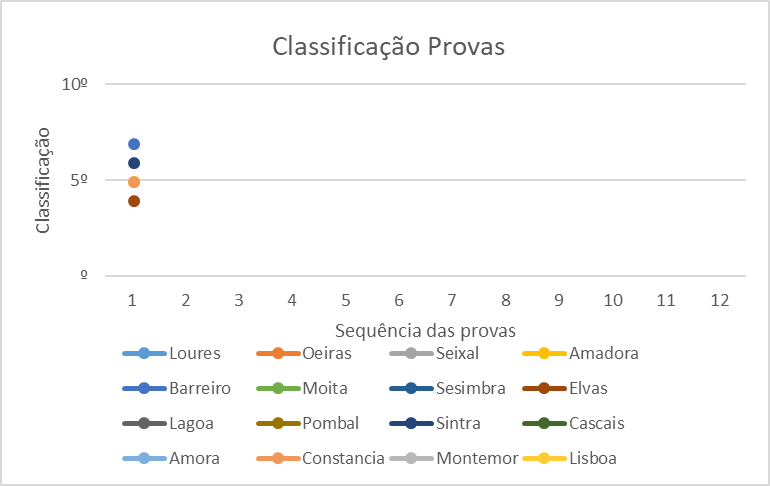 Classificação Provas
10º
5º
º
Classificação
1 2 3 4 5 6 7 8 9 10 11 12
Sequência das provas
Loures Oeiras Seixal Amadora
Barreiro Moita Sesimbra Elvas
Lagoa Pombal Sintra Cascais
Amora Constancia Montemor Lisboa